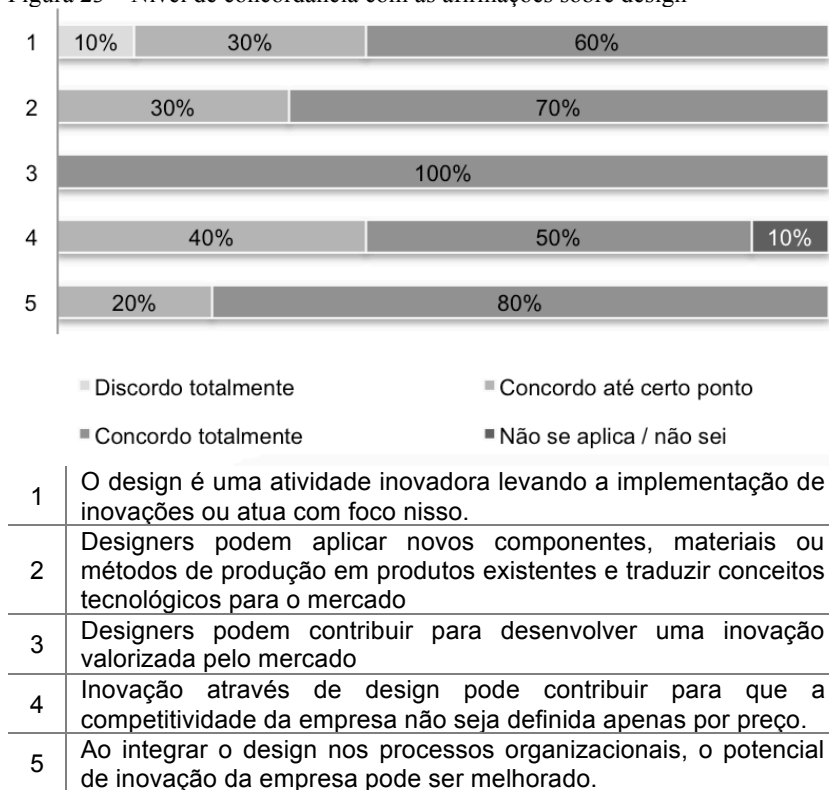 Figura 25 – Nível de concordância com as afirmações sobre design
1 10% 30% 60%
2 30% 70%
3 100%
4 40% 50% 10%
5 20% 80%
Discordo totalmente Concordo até certo ponto
Concordo totalmente Não se aplica / não sei
1 O design é uma atividade inovadora levando a implementação de
inovações ou atua com foco nisso.
Designers podem aplicar novos componentes, materiais ou
2 métodos de produção em produtos existentes e traduzir conceitos
tecnológicos para o mercado
3 Designers podem contribuir para desenvolver uma inovação
valorizada pelo mercado
4 Inovação através de design pode contribuir para que a
competitividade da empresa não seja definida apenas por preço.
5 Ao integrar o design nos processos organizacionais, o potencial
de inovação da empresa pode ser melhorado.